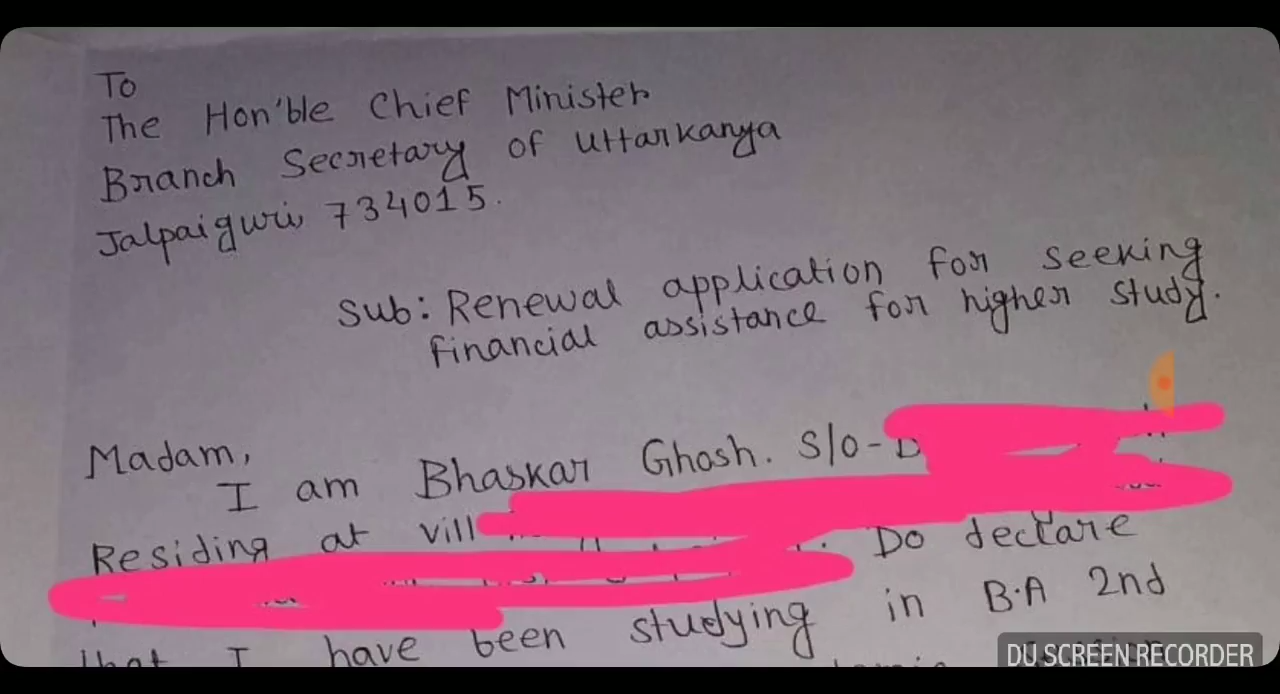 To
The Hon'ble Chief Minister
Branch Secretary of Uttarkanya
Jalpaiguri, 734015.
Sub: Renewal application for seeking
financial assistance for higher study.
Madam,
I am Bhaskar Ghosh. S/O-
Residing at vill Do declare
that I have been studying in B.A 2nd
DU SCREEN RECORDER